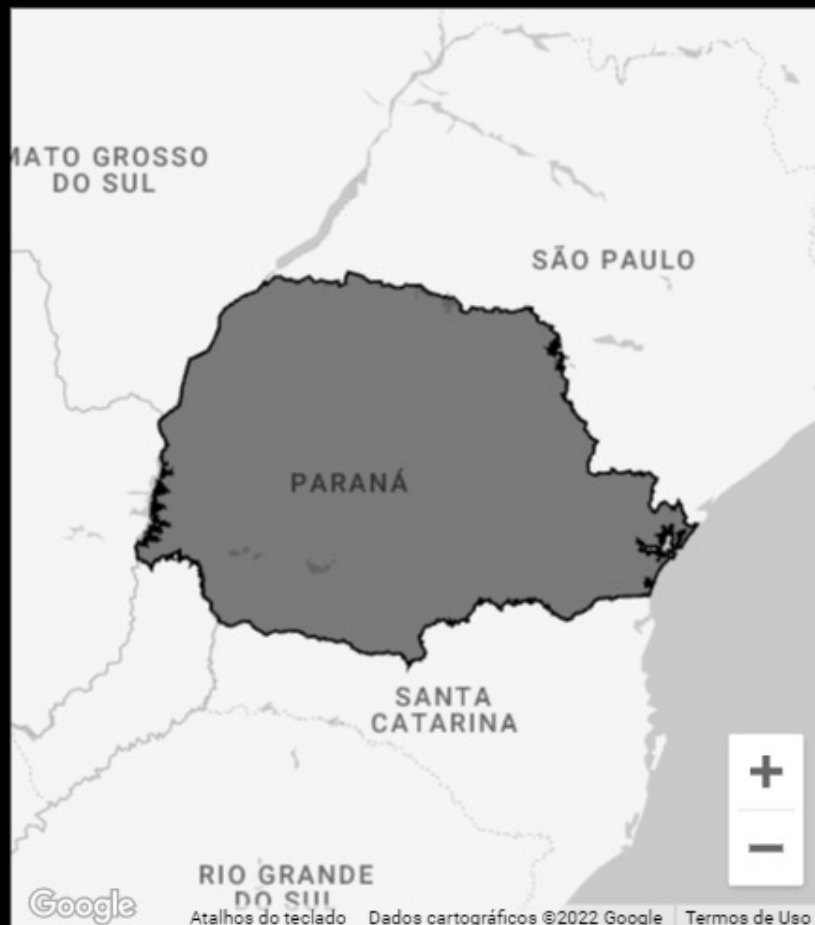 MATO GROSSO
DO SUL
SÃO PAULO
PARANÁ
SANTA
CATARINA
+
−
RIO GRANDE
DO SUL
Google
Atalhos do teclado Dados cartográficos ©2022 Google Termos de Uso